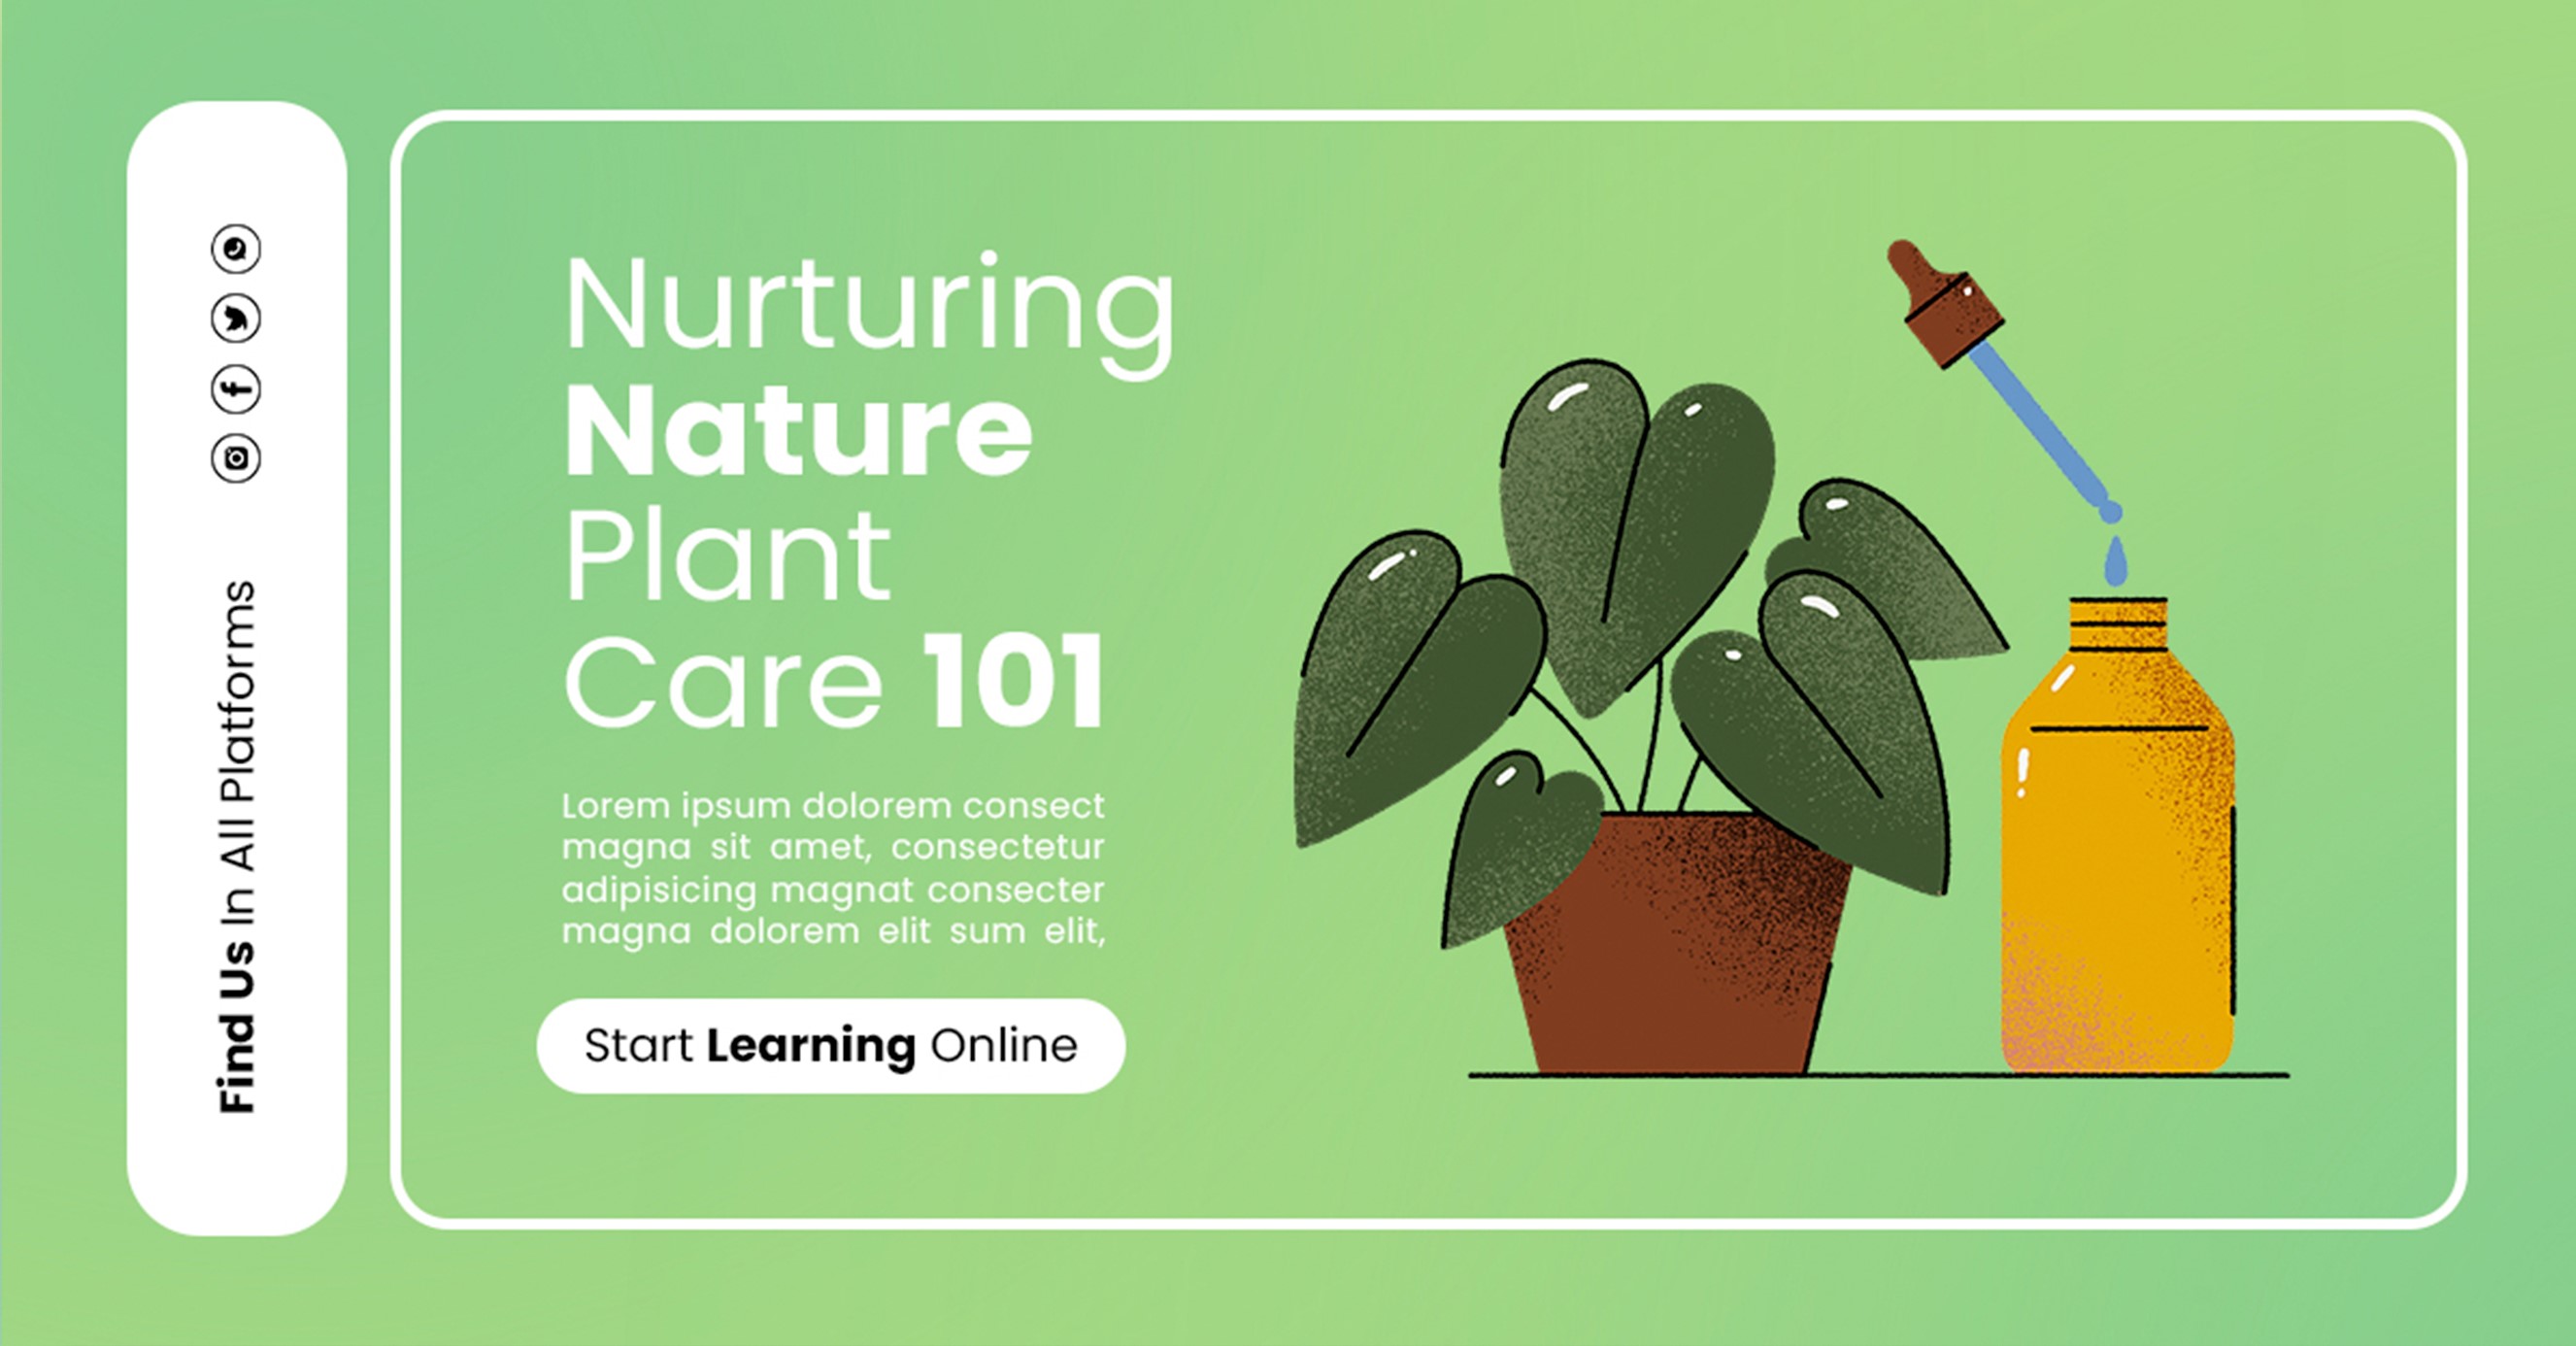 Find Us In All Platforms
Nurturing
Nature
Plant
Care 101
Lorem ipsum dolorem consect
magna sit amet, consectetur
adipisicing magnat consecter
magna dolorem elit sum elit,
Start Learning Online